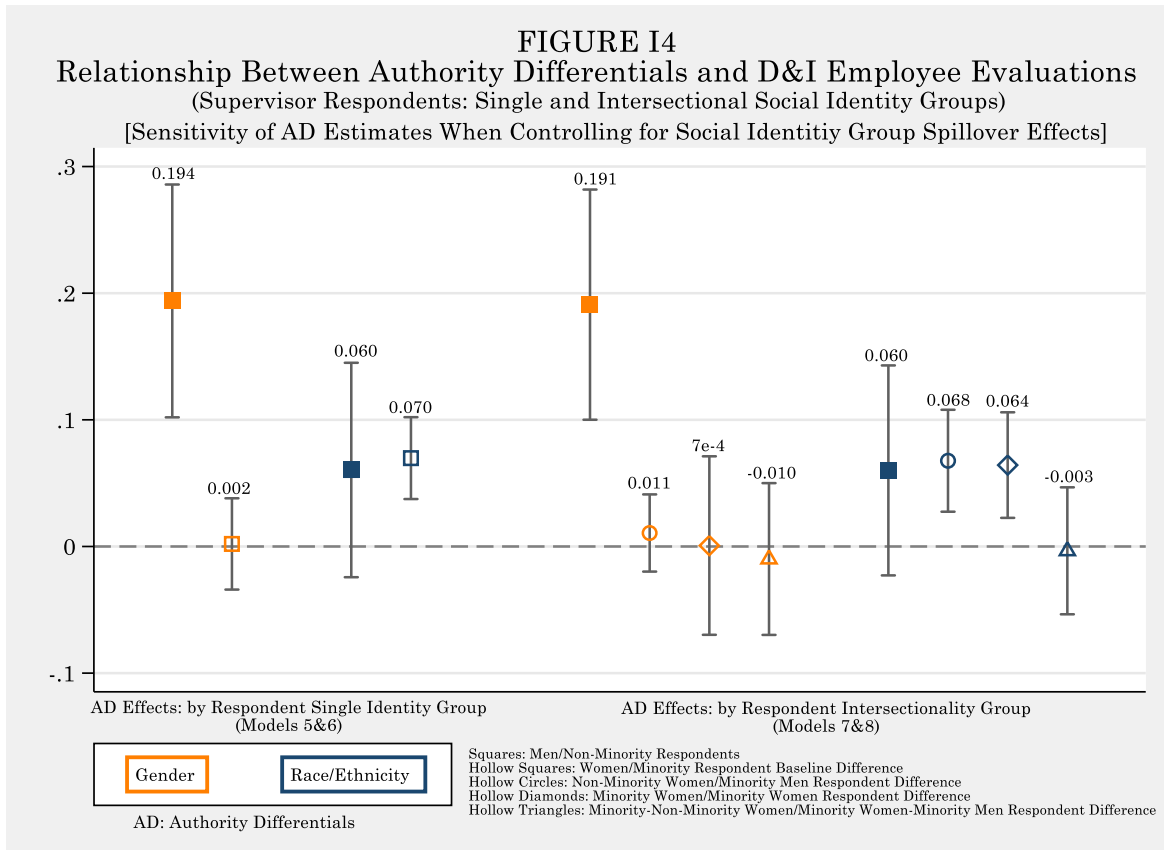 FIGURE I4
Relationship Between Authority Differentials and D&I Employee Evaluations
(Supervisor Respondents: Single and Intersectional Social Identity Groups)
[Sensitivity of AD Estimates When Controlling for Social Identitiy Group Spillover Effects]
.3
.2
.1
0
-.1
0.194
0.002
0.060
0.070
0.191
0.011
7e-4
-0.010
0.060
0.068
0.064
-0.003
AD Effects: by Respondent Single Identity Group
(Models 5&6)
AD Effects: by Respondent Intersectionality Group
(Models 7&8)
Gender
Race/Ethnicity
AD: Authority Differentials
Squares: Men/Non-Minority Respondents
Hollow Squares: Women/Minority Respondent Baseline Difference
Hollow Circles: Non-Minority Women/Minority Men Respondent Difference
Hollow Diamonds: Minority Women/Minority Women Respondent Difference
Hollow Triangles: Minority-Non-Minority Women/Minority Women-Minority Men Respondent Difference